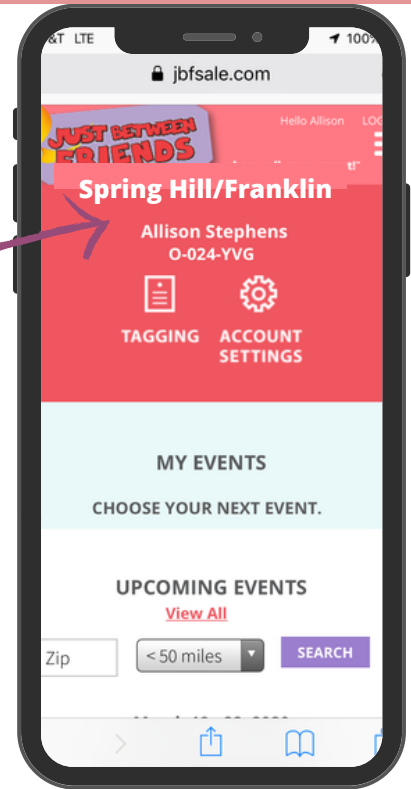 &T LTE 100%
jbfsale.com
Hello Allison LOG
JUST BETWEEN
FRIENDS
Spring Hill/Franklin
Allison Stephens
O-024-YVG
TAGGING ACCOUNT
SETTINGS
MY EVENTS
CHOOSE YOUR NEXT EVENT.
UPCOMING EVENTS
View All
Zip < 50 miles SEARCH